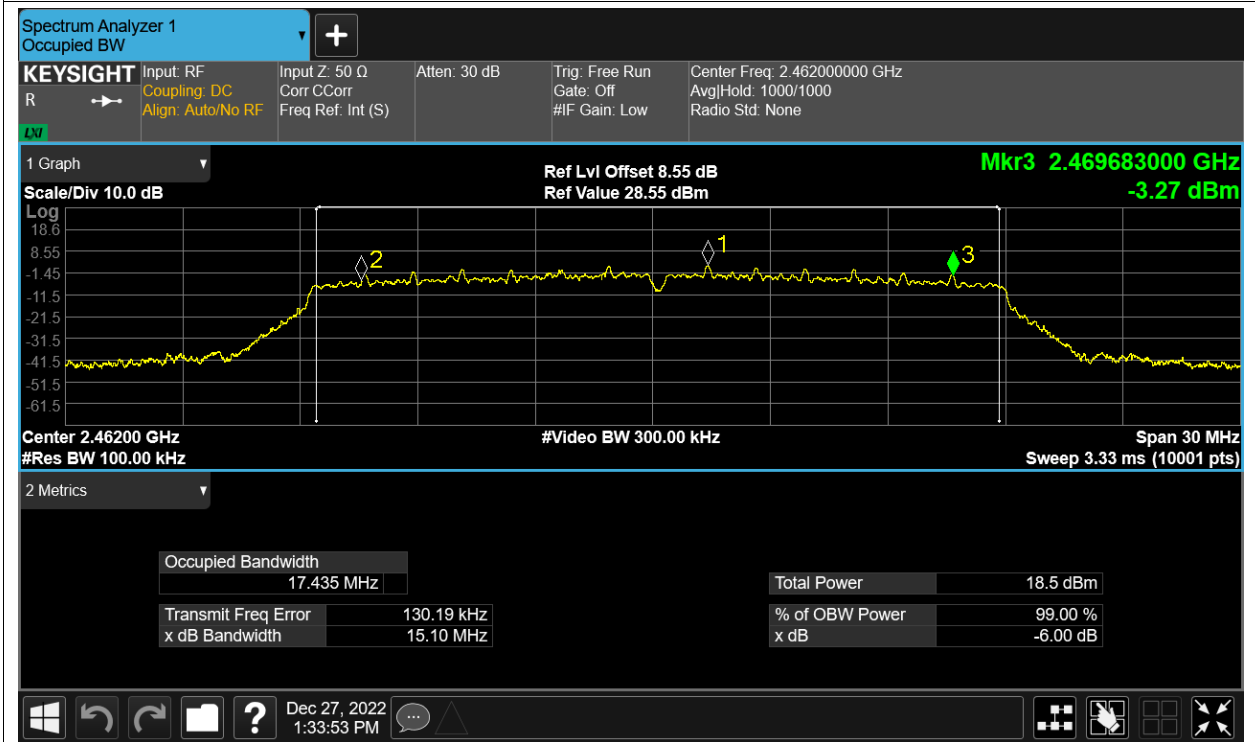 Spectrum Analyzer 1
Occupied BW
KEYSIGHT
R
LXI
Input: RF
Coupling: DC
Align: Auto/No RF
Input Z: 50 Ω
Corr CCorr
Freq Ref: Int (S)
Atten: 30 dB
Trig: Free Run
Gate: Off
#IF Gain: Low
Center Freq: 2.462000000 GHz
Avg|Hold: 1000/1000
Radio Std: None
1 Graph
Scale/Div 10.0 dB
Ref Lvl Offset 8.55 dB
Ref Value 28.55 dBm
Mkr3 2.469683000 GHz
-3.27 dBm
Log
18.6
8.55
-1.45
-11.5
-21.5
-31.5
-41.5
-51.5
-61.5
2
1
3
Center 2.46200 GHz
#Res BW 100.00 kHz
#Video BW 300.00 kHz
Span 30 MHz
Sweep 3.33 ms (10001 pts)
2 Metrics
Occupied Bandwidth
17.435 MHz
Transmit Freq Error 130.19 kHz
x dB Bandwidth 15.10 MHz
Total Power 18.5 dBm
% of OBW Power 99.00 %
x dB -6.00 dB
?
Dec 27, 2022
1:33:53 PM